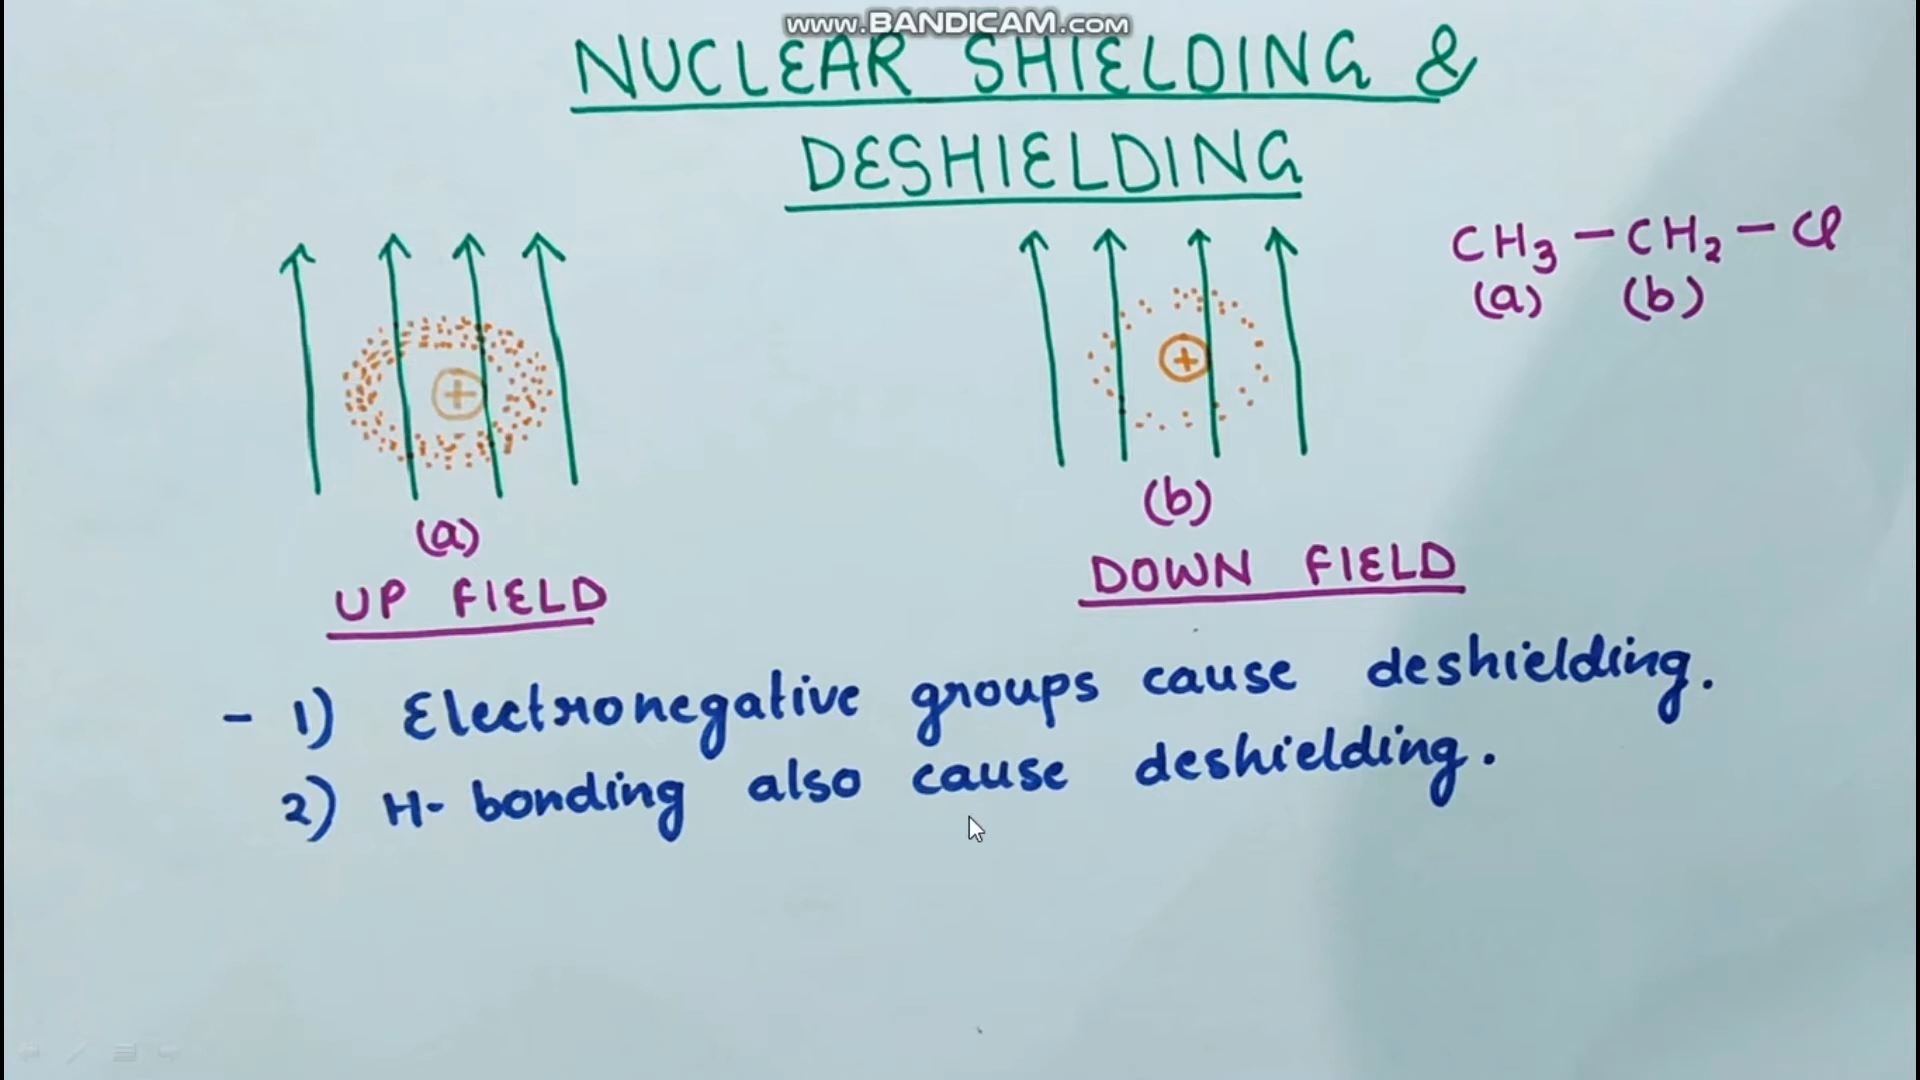 www.BANDICAM.com
NUCLEAR SHIELDING &
DESHIELDING
CH3 - CH2 - Cl
(a) (b)
+
+
(a)
(b)
UP FIELD
DOWN FIELD
- 1) Electronegative groups cause deshielding.
2) H- bonding also cause deshielding.